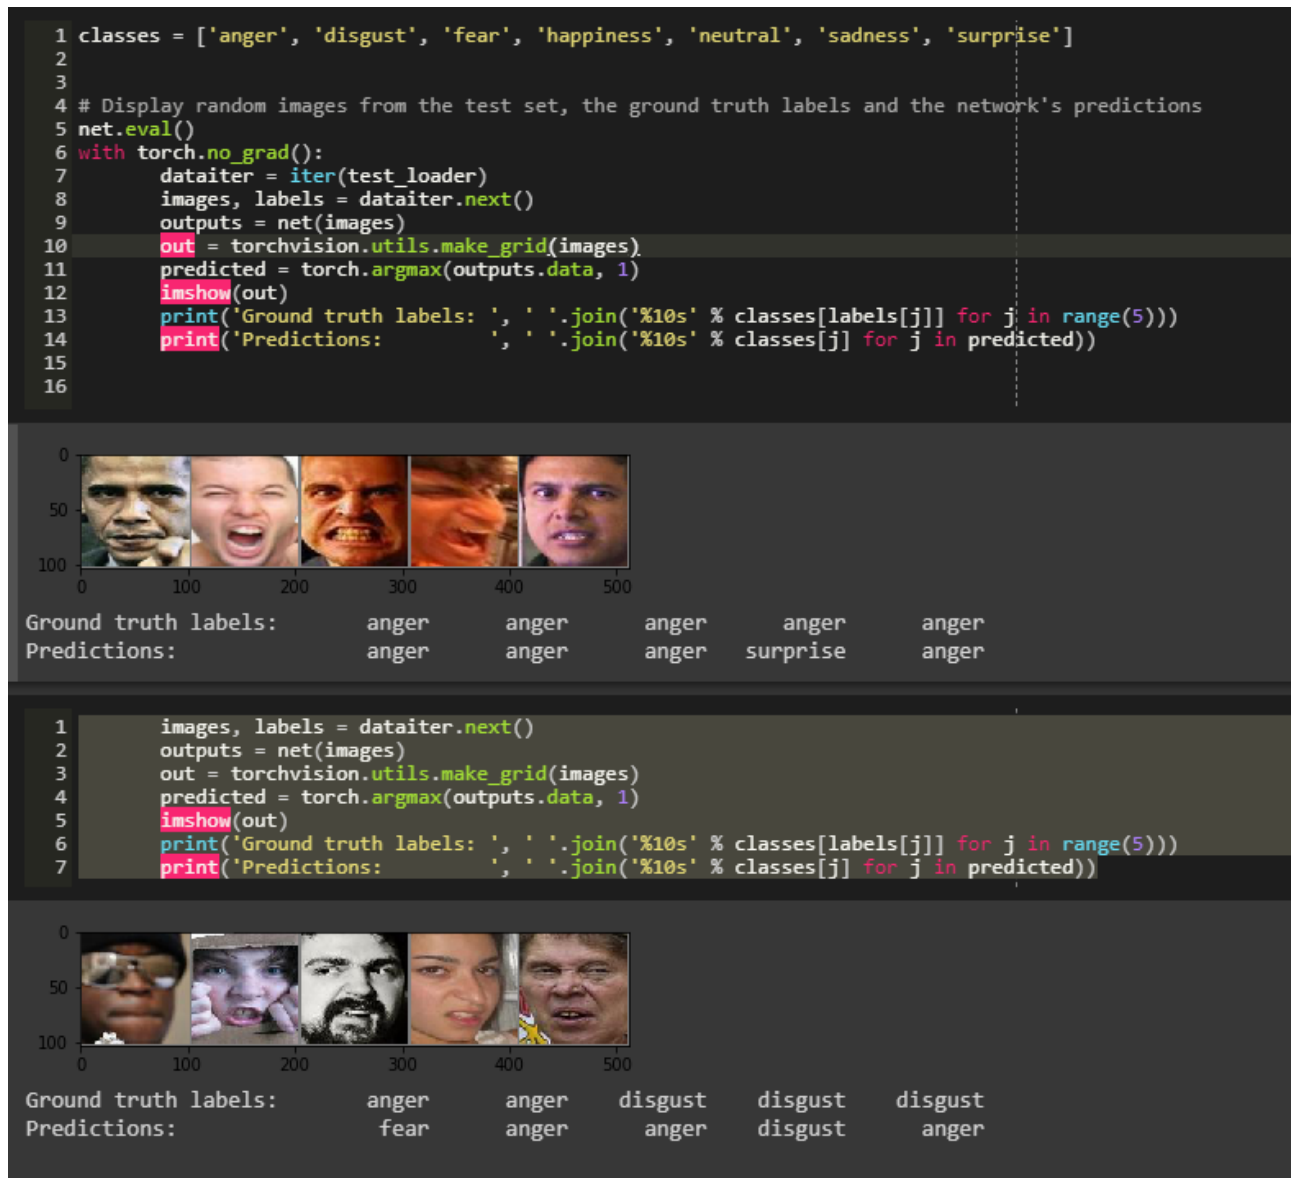 1 classes = ['anger', 'disgust', 'fear', 'happiness', 'neutral', 'sadness', 'surprise']
2
3
4 # Display random images from the test set, the ground truth labels and the network's predictions
5 net.eval()
6 with torch.no_grad():
7 dataiter = iter(test_loader)
8 images, labels = dataiter.next()
9 outputs = net(images)
10 out = torchvision.utils.make_grid(images)
11 predicted = torch.argmax(outputs.data, 1)
12 imshow(out)
13 print('Ground truth labels: ', ' '.join('%10s' % classes[labels[j]] for j in range(5)))
14 print('Predictions:         ', ' '.join('%10s' % classes[j] for j in predicted))
15
16
0
50
100
0 100 200 300 400 500
Ground truth labels: anger anger anger anger anger
Predictions: anger anger anger surprise anger
1 images, labels = dataiter.next()
2 outputs = net(images)
3 out = torchvision.utils.make_grid(images)
4 predicted = torch.argmax(outputs.data, 1)
5 imshow(out)
6 print('Ground truth labels: ', ' '.join('%10s' % classes[labels[j]] for j in range(5)))
7 print('Predictions:         ', ' '.join('%10s' % classes[j] for j in predicted))
0
50
100
0 100 200 300 400 500
Ground truth labels: anger anger disgust disgust disgust
Predictions: fear anger anger disgust anger